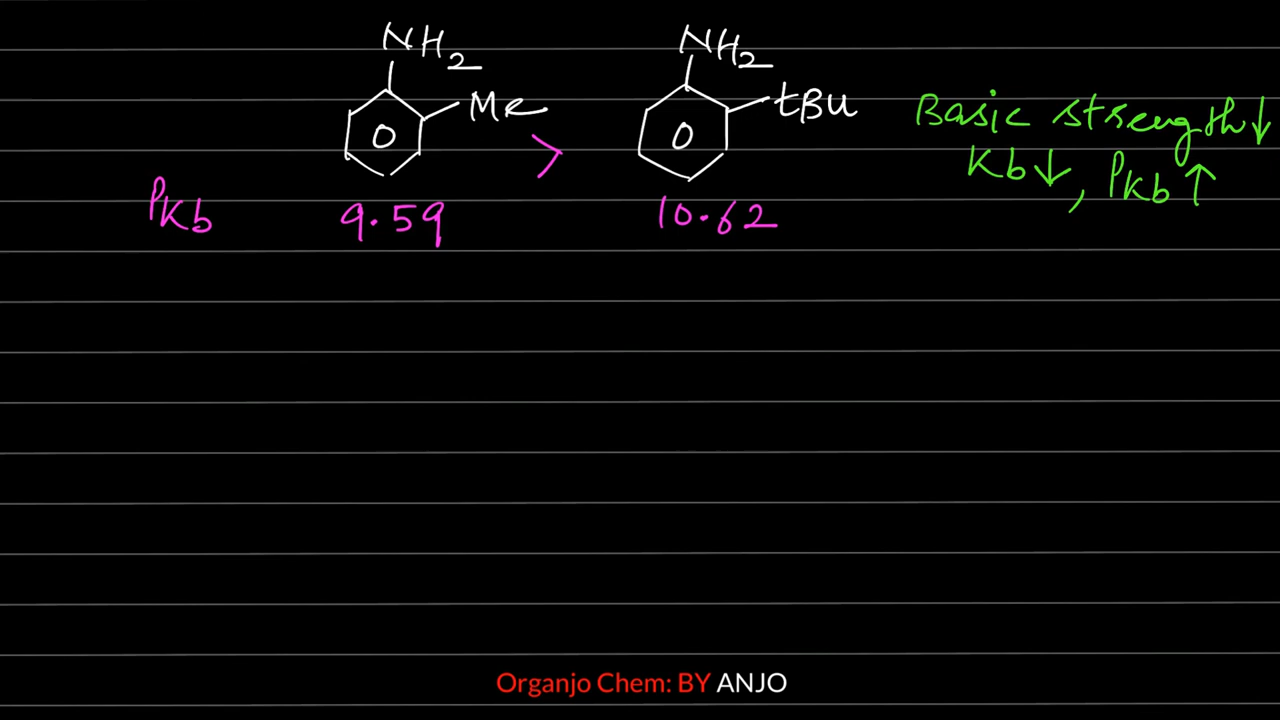 NH2 NH2
Me tBu Basic strength↓
> Kb↓, PKb↑
PKb 9.59 10.62
Organjo Chem: BY ANJO